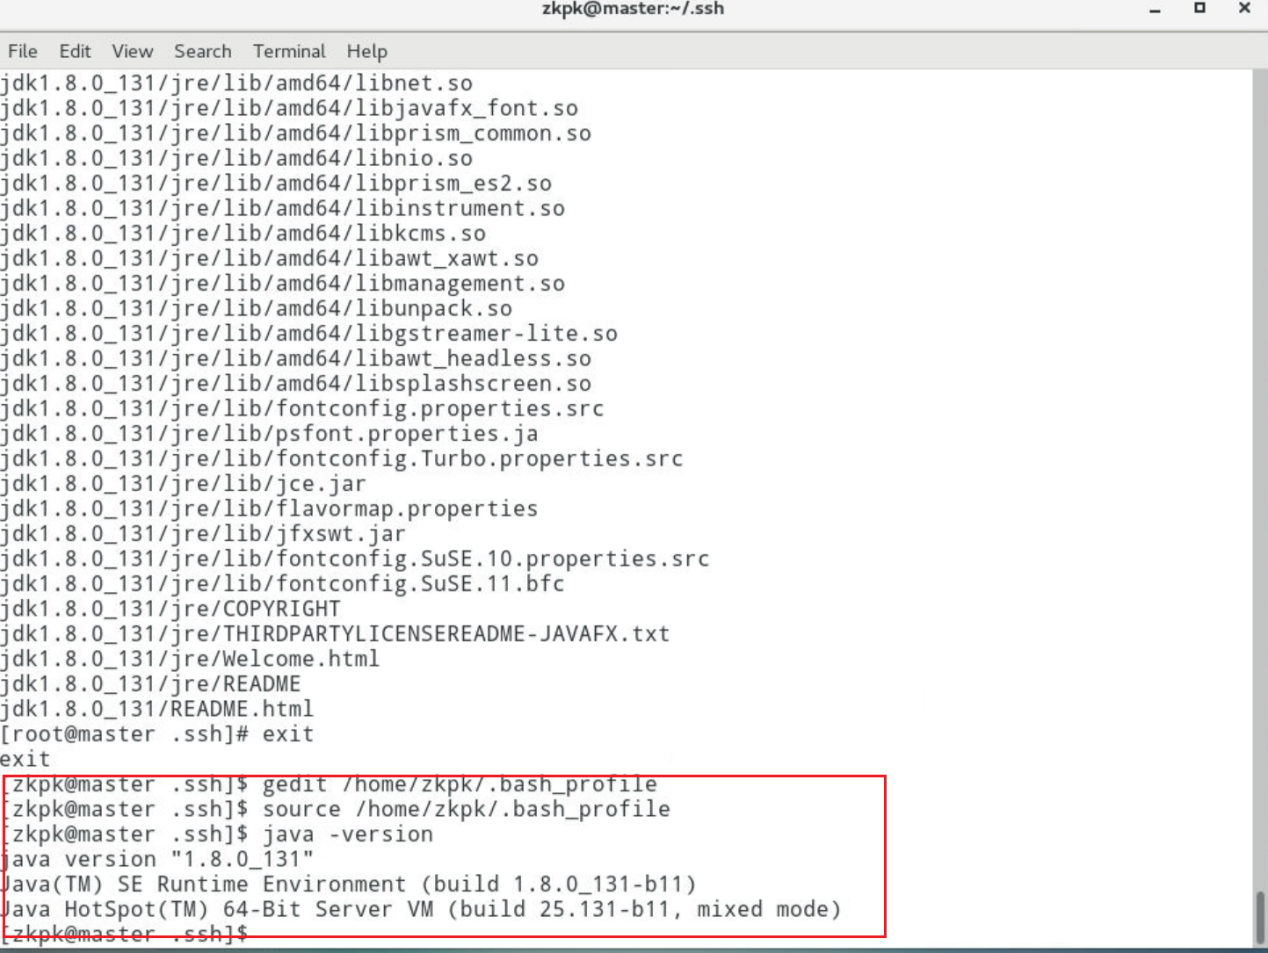 zkpk@master:~/.ssh
File Edit View Search Terminal Help
jdk1.8.0_131/jre/lib/amd64/libnet.so
jdk1.8.0_131/jre/lib/amd64/libjavafx_font.so
jdk1.8.0_131/jre/lib/amd64/libprism_common.so
jdk1.8.0_131/jre/lib/amd64/libnio.so
jdk1.8.0_131/jre/lib/amd64/libprism_es2.so
jdk1.8.0_131/jre/lib/amd64/libinstrument.so
jdk1.8.0_131/jre/lib/amd64/libkcms.so
jdk1.8.0_131/jre/lib/amd64/libawt_xawt.so
jdk1.8.0_131/jre/lib/amd64/libmanagement.so
jdk1.8.0_131/jre/lib/amd64/libunpack.so
jdk1.8.0_131/jre/lib/amd64/libgstreamer-lite.so
jdk1.8.0_131/jre/lib/amd64/libawt_headless.so
jdk1.8.0_131/jre/lib/amd64/libsplashscreen.so
jdk1.8.0_131/jre/lib/fontconfig.properties.src
jdk1.8.0_131/jre/lib/psfont.properties.ja
jdk1.8.0_131/jre/lib/fontconfig.Turbo.properties.src
jdk1.8.0_131/jre/lib/jce.jar
jdk1.8.0_131/jre/lib/flavormap.properties
jdk1.8.0_131/jre/lib/jfxswt.jar
jdk1.8.0_131/jre/lib/fontconfig.SuSE.10.properties.src
jdk1.8.0_131/jre/lib/fontconfig.SuSE.11.bfc
jdk1.8.0_131/jre/COPYRIGHT
jdk1.8.0_131/jre/THIRDPARTYLICENSEREADME-JAVAFX.txt
jdk1.8.0_131/jre/Welcome.html
jdk1.8.0_131/jre/README
jdk1.8.0_131/README.html
[root@master .ssh]# exit
exit
[zkpk@master .ssh]$ gedit /home/zkpk/.bash_profile
[zkpk@master .ssh]$ source /home/zkpk/.bash_profile
[zkpk@master .ssh]$ java -version
java version "1.8.0_131"
Java(TM) SE Runtime Environment (build 1.8.0_131-b11)
Java HotSpot(TM) 64-Bit Server VM (build 25.131-b11, mixed mode)
[zkpk@master .ssh]$